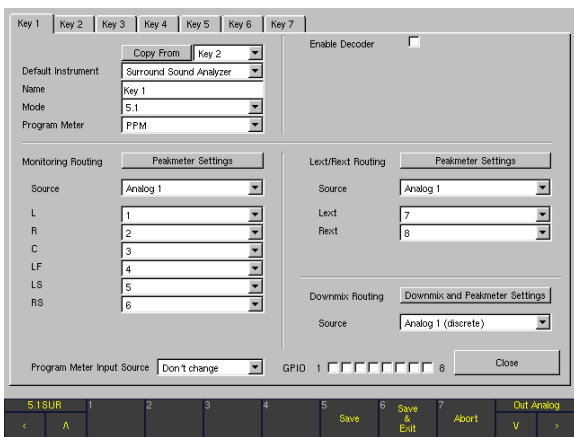 Key 1 Key 2 Key 3 Key 4 Key 5 Key 6 Key 7
Copy From Key 2
Enable Decoder
Default Instrument Surround Sound Analyzer
Name Key 1
Mode 5.1
Program Meter PPM
Monitoring Routing Peakmeter Settings
Lext/Rext Routing Peakmeter Settings
Source Analog 1
Source Analog 1
L 1
Lext 7
R 2
Rext 8
C 3
LF 4
LS 5
RS 6
Downmix Routing Downmix and Peakmeter Settings
Source Analog 1 (discrete)
Program Meter Input Source Don't change
GPIO 1 8
Close
5.1SUR 1 2 3 4 5 Save 6 Save & Exit 7 Abort Out Analog
< Λ V >